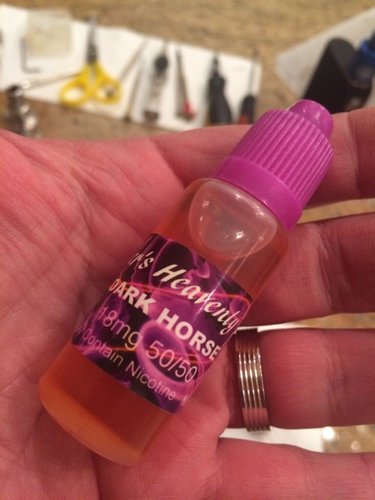 's Heavenly
DARK HORSE
18mg 50/50
Contain Nicotine